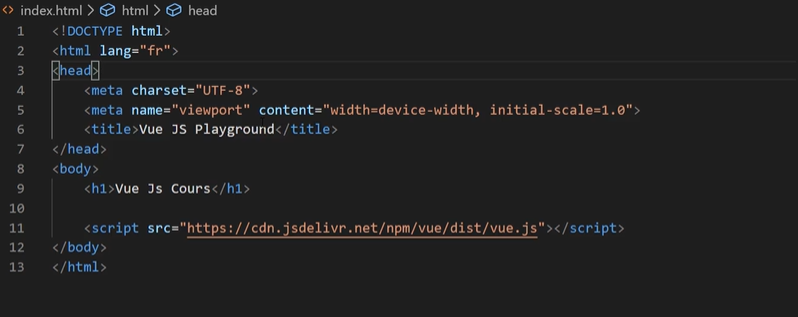 index.html > html > head
1 <!DOCTYPE html>
2 <html lang="fr">
3 <head>
4 <meta charset="UTF-8">
5 <meta name="viewport" content="width=device-width, initial-scale=1.0">
6 <title>Vue JS Playground</title>
7 </head>
8 <body>
9 <h1>Vue Js Cours</h1>
10
11 <script src="https://cdn.jsdelivr.net/npm/vue/dist/vue.js"></script>
12 </body>
13 </html>